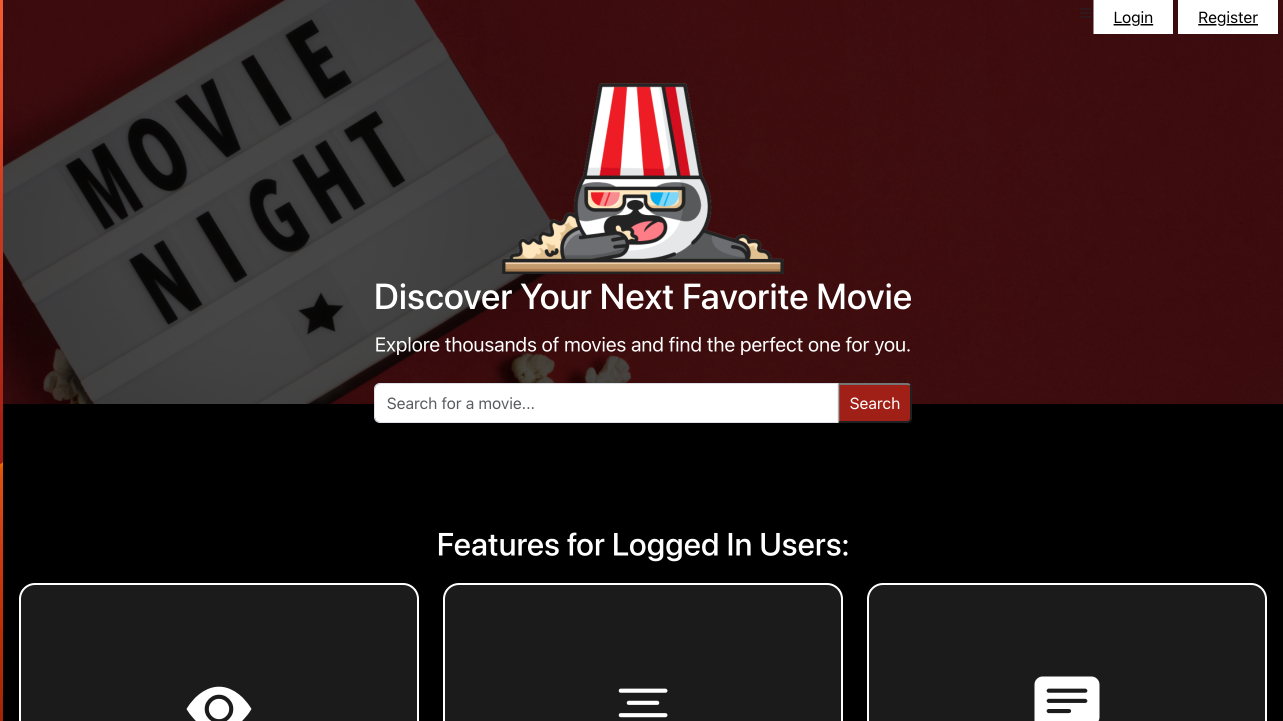 Login
Register
MOVIE
NIGHT
Discover Your Next Favorite Movie
Explore thousands of movies and find the perfect one for you.
Search for a movie...
Search
Features for Logged In Users: